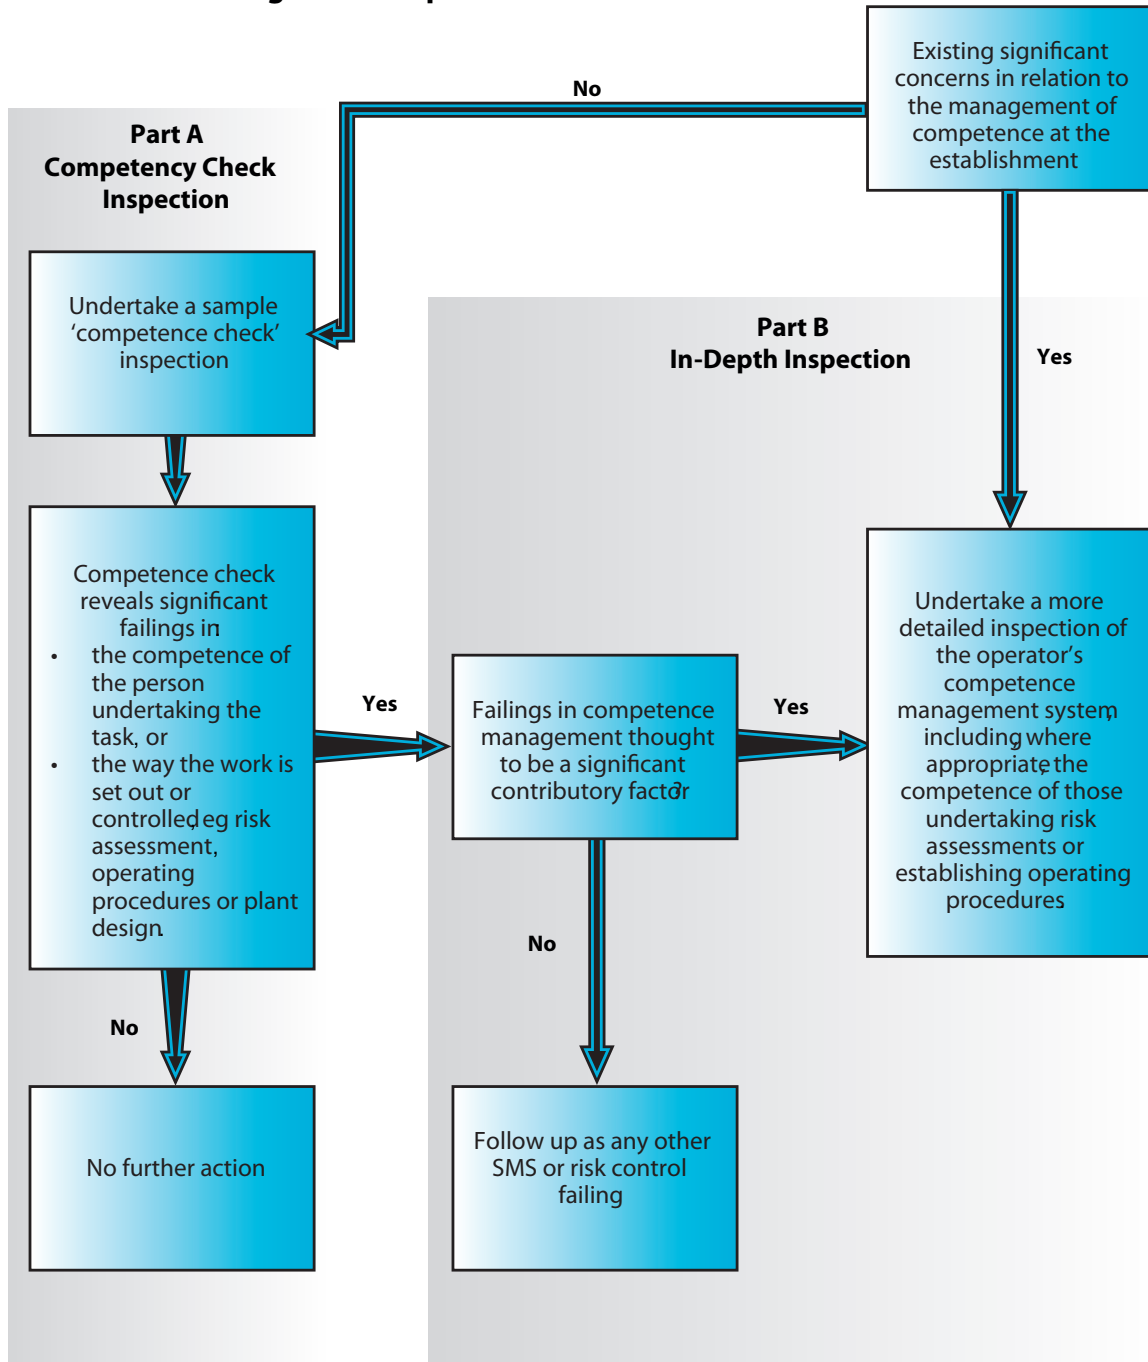 Existing significant
concerns in relation to
the management of
competence at the
establishment
No
Yes
Part A
Competency Check
Inspection
Undertake a sample
‘competence check’
inspection
Competence check
reveals significant
failings in:
• the competence of
the person
undertaking the
task, or
• the way the work is
set out or
controlled, eg risk
assessment,
operating
procedures or plant
design.
Yes
No
No further action
Part B
In-Depth Inspection
Failings in competence
management thought
to be a significant
contributory factor?
Yes
No
Follow up as any other
SMS or risk control
failing
Undertake a more
detailed inspection of
the operator’s
competence
management system,
including, where
appropriate, the
competence of those
undertaking risk
assessments or
establishing operating
procedures.